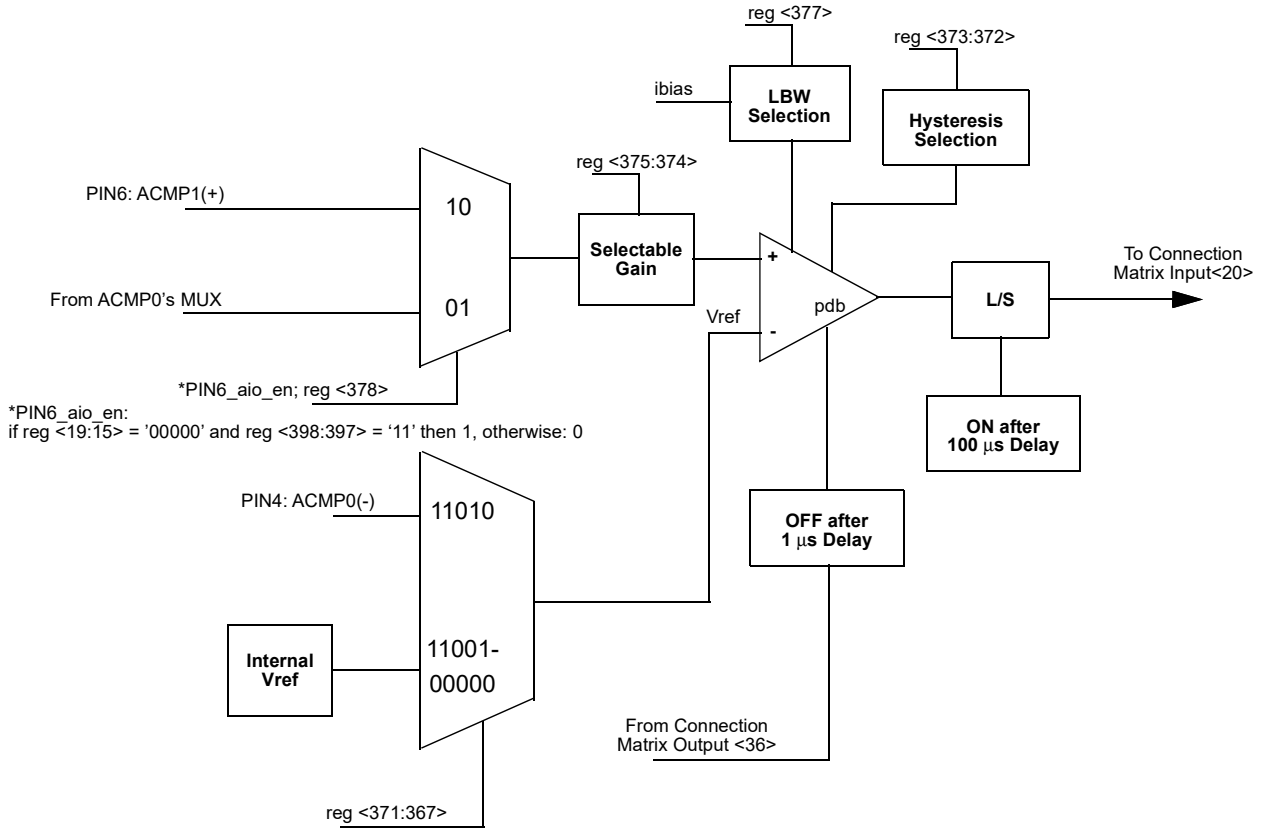 reg <377>
reg <373:372>
ibias
LBW
Selection
Hysteresis
Selection
reg <375:374>
PIN6: ACMP1(+)
10
Selectable
Gain
+
To Connection
Matrix Input<20>
From ACMP0's MUX
01
Vref
pdb
-
L/S
*PIN6_aio_en; reg <378>
*PIN6_aio_en:
if reg <19:15> = '00000' and reg <398:397> = ‘11’ then 1, otherwise: 0
ON after
100 μs Delay
PIN4: ACMP0(-)
11010
OFF after
1 μs Delay
11001-
00000
Internal
Vref
From Connection
Matrix Output <36>
reg <371:367>